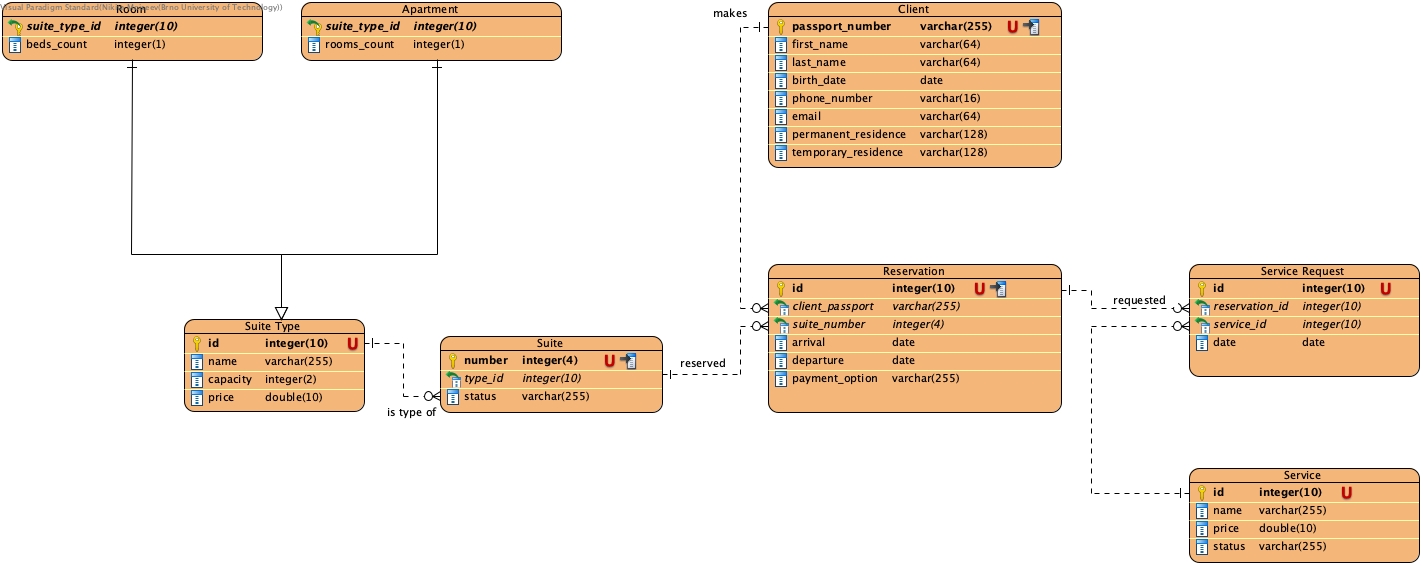 Visual Paradigm Standard(Nikita (Brno University of Technology))
Room
suite_type_id integer(10)
beds_count integer(1)
Apartment
suite_type_id integer(10)
rooms_count integer(1)
makes
Client
passport_number varchar(255) U
first_name varchar(64)
last_name varchar(64)
birth_date date
phone_number varchar(16)
email varchar(64)
permanent_residence varchar(128)
temporary_residence varchar(128)
Suite Type
id integer(10) U
name varchar(255)
capacity integer(2)
price double(10)
is type of
Suite
number integer(4) U
type_id integer(10)
status varchar(255)
reserved
Reservation
id integer(10) U
client_passport varchar(255)
suite_number integer(4)
arrival date
departure date
payment_option varchar(255)
requested
Service Request
id integer(10) U
reservation_id integer(10)
service_id integer(10)
date date
Service
id integer(10) U
name varchar(255)
price double(10)
status varchar(255)